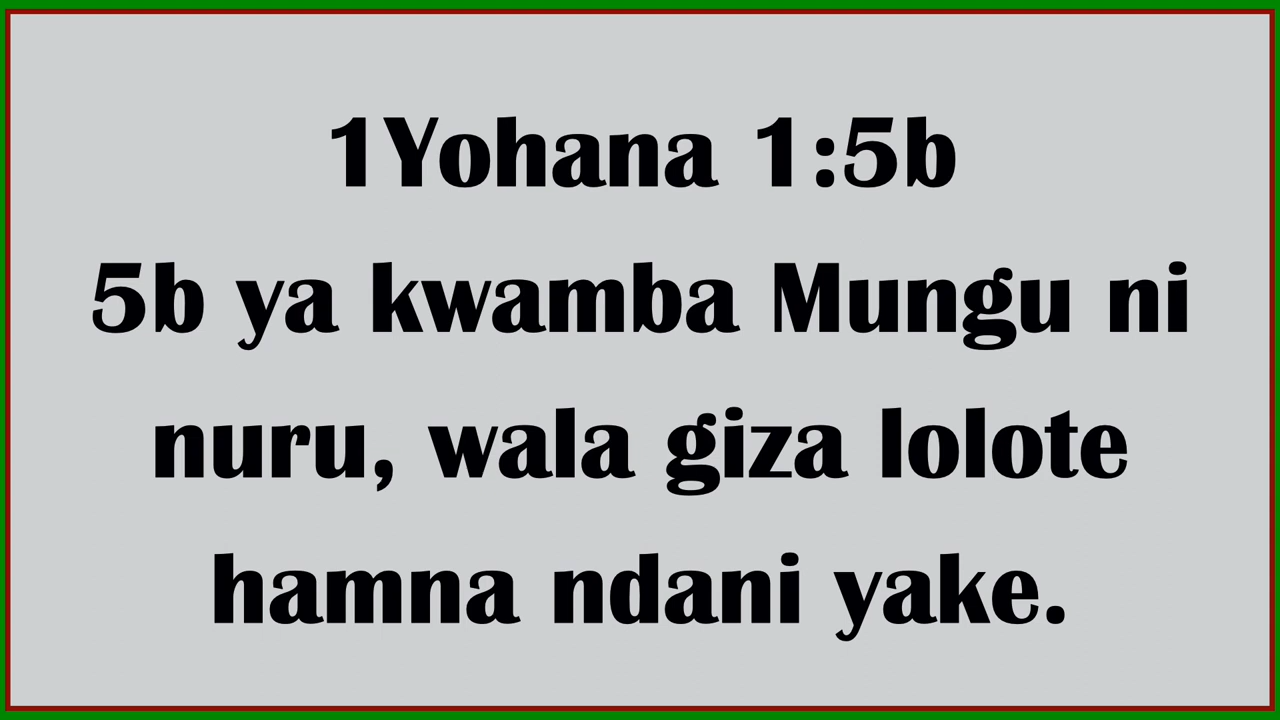 1Yohana 1:5b
5b ya kwamba Mungu ni
nuru, wala giza lolote
hamna ndani yake.